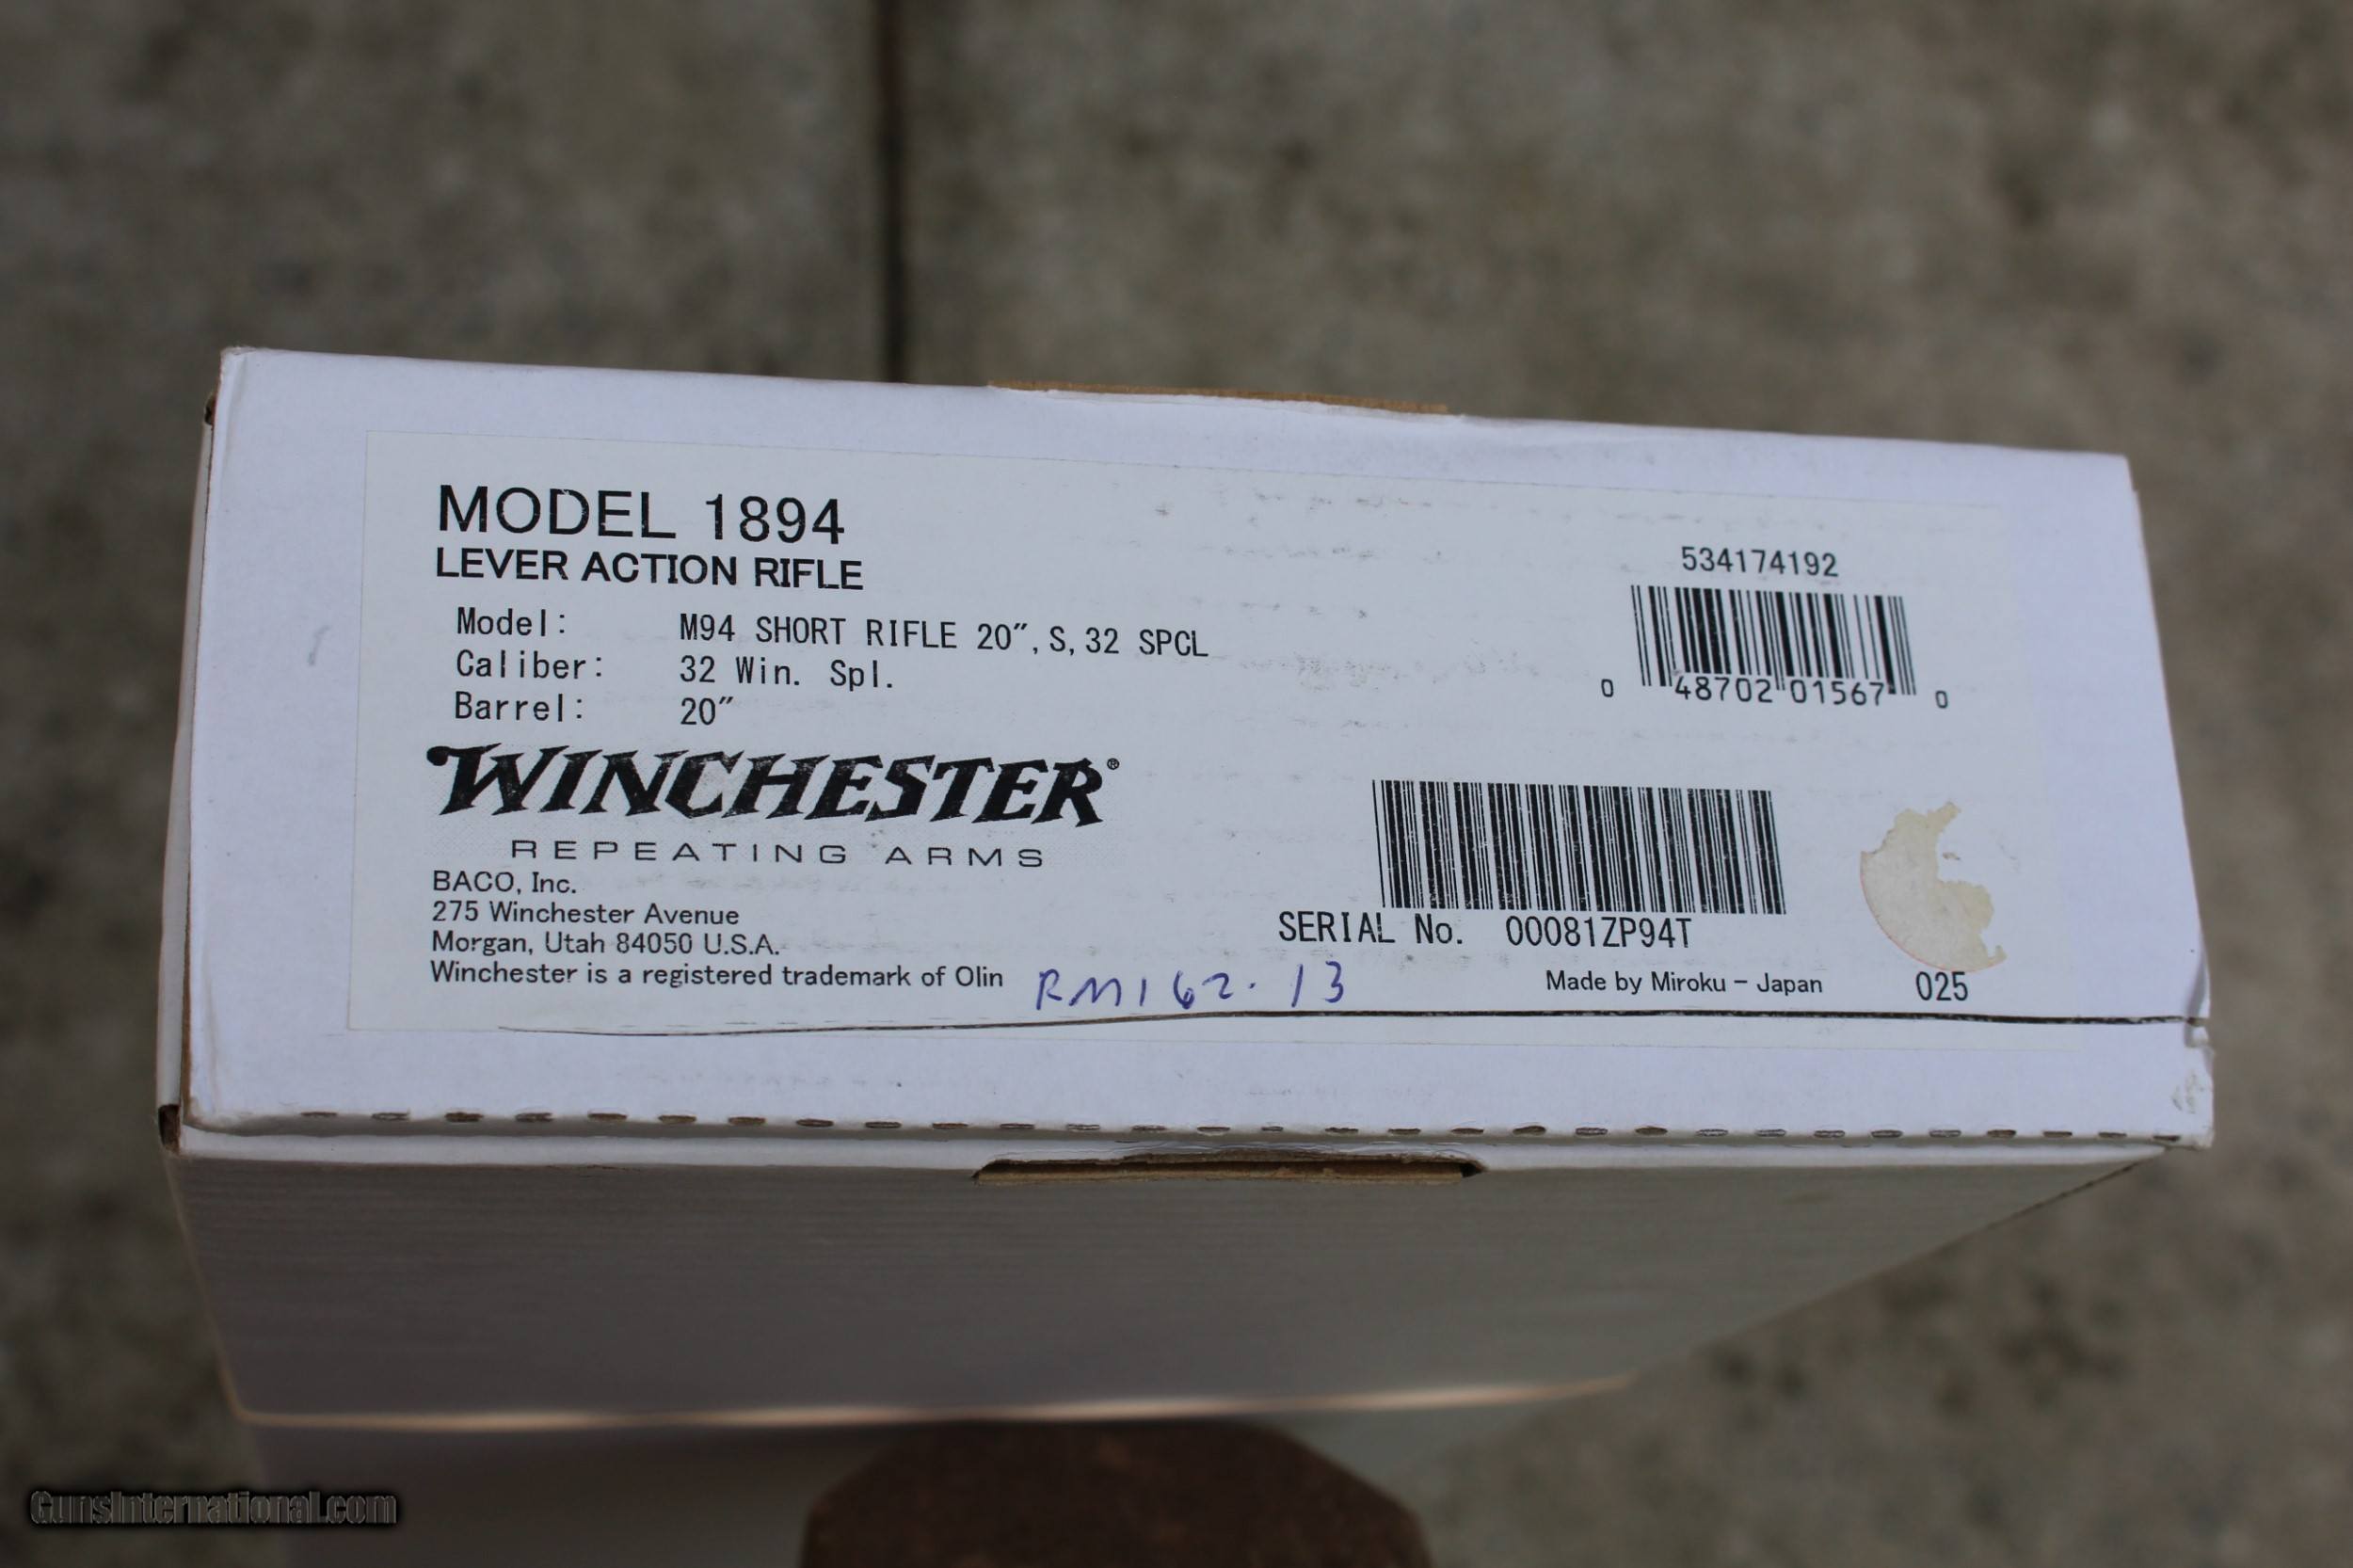 MODEL 1894
LEVER ACTION RIFLE
Model: M94 SHORT RIFLE 20", S, 32 SPCL
Caliber: 32 Win. Spl.
Barrel: 20"
WINCHESTER®
REPEATING ARMS
BACO, Inc.
275 Winchester Avenue
Morgan, Utah 84050 U.S.A.
Winchester is a registered trademark of Olin
RM162.13
534174192
0 48702 01567 0
SERIAL No. 00081ZP94T
Made by Miroku - Japan
025
GunsInternational.com